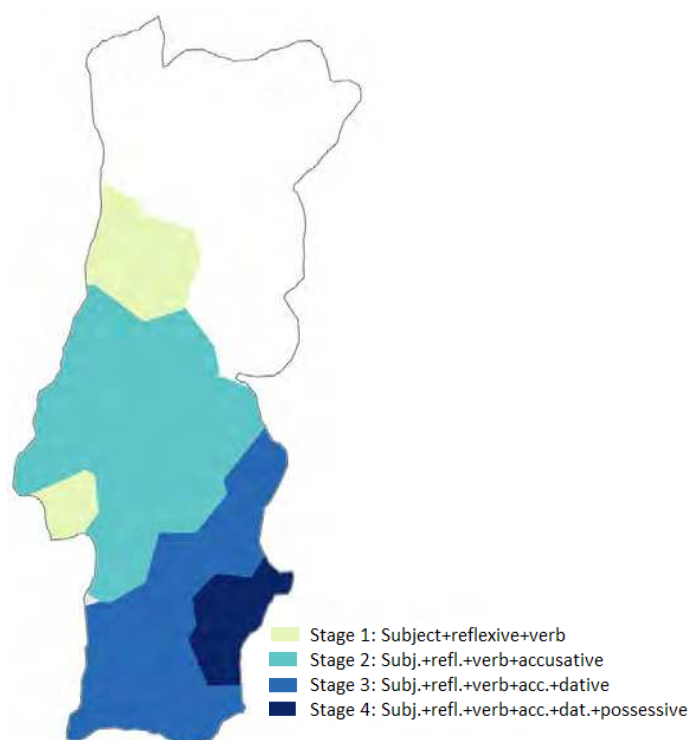 Stage 1: Subject+reflexive+verb
Stage 2: Subj.+refl.+verb+accusative
Stage 3: Subj.+refl.+verb+acc.+dative
Stage 4: Subj.+refl.+verb+acc.+dat.+possessive